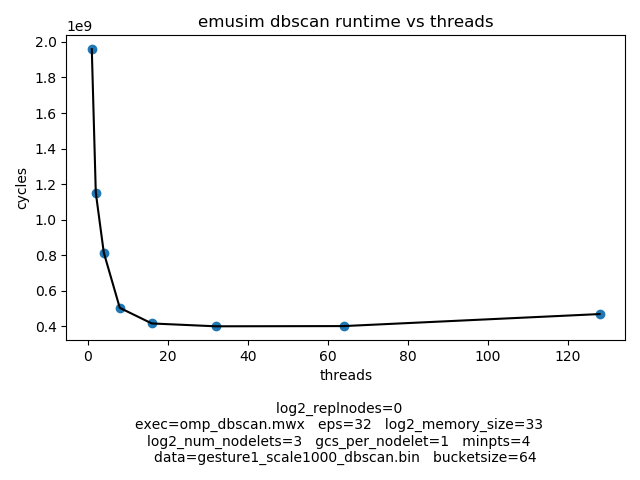 emusim dbscan runtime vs threads
1e9
2.0
1.8
1.6
1.4
1.2
1.0
0.8
0.6
0.4
cycles
0 20 40 60 80 100 120
threads
log2_replnodes=0
exec=omp_dbscan.mwx eps=32 log2_memory_size=33
log2_num_nodelets=3 gcs_per_nodelet=1 minpts=4
data=gesture1_scale1000_dbscan.bin bucketsize=64